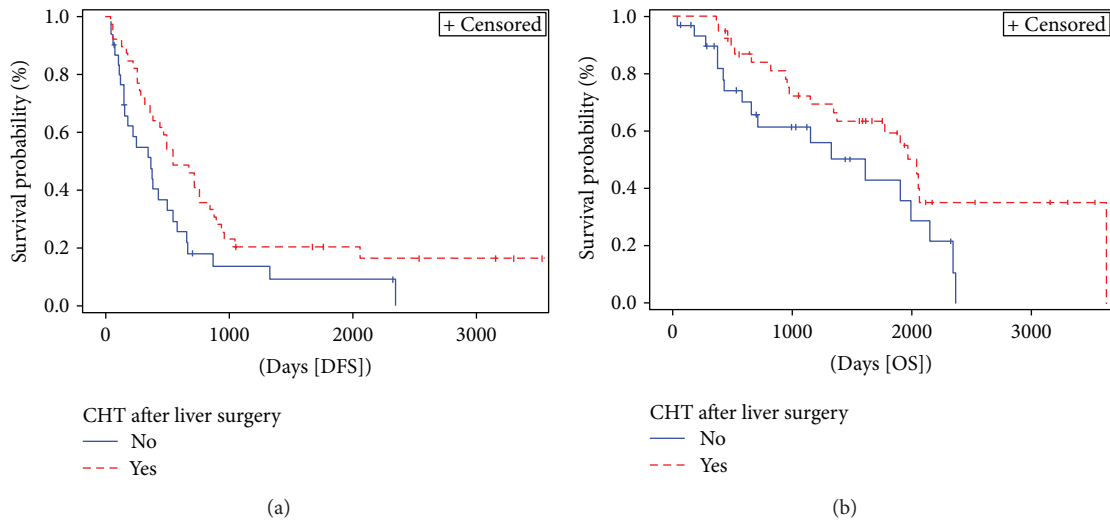 + Censored
Survival probability (%)
1.0
0.8
0.6
0.4
0.2
0.0
0 1000 2000 3000
(Days [DFS])
CHT after liver surgery
No
Yes
(a)
+ Censored
Survival probability (%)
1.0
0.8
0.6
0.4
0.2
0.0
0 1000 2000 3000
(Days [OS])
CHT after liver surgery
No
Yes
(b)